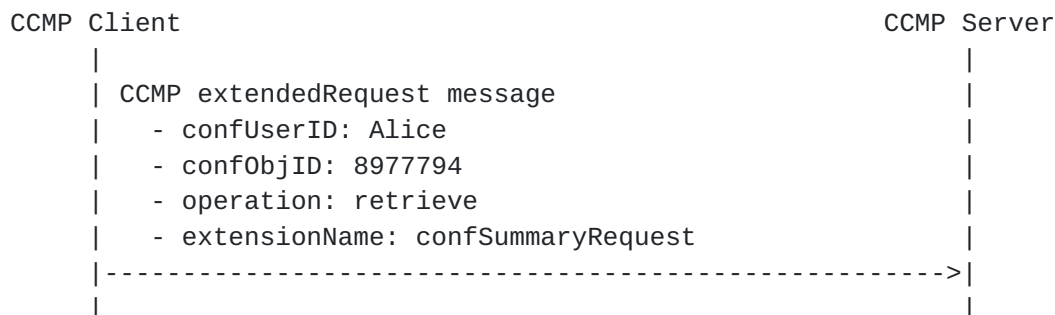 CCMP Client                                             CCMP Server
     |                                                       |
     | CCMP extendedRequest message                          |
     |   - confUserID: Alice                                 |
     |   - confObjID: 8977794                                |
     |   - operation: retrieve                               |
     |   - extensionName: confSummaryRequest                 |
     |------------------------------------------------------>|
     |                                                       |